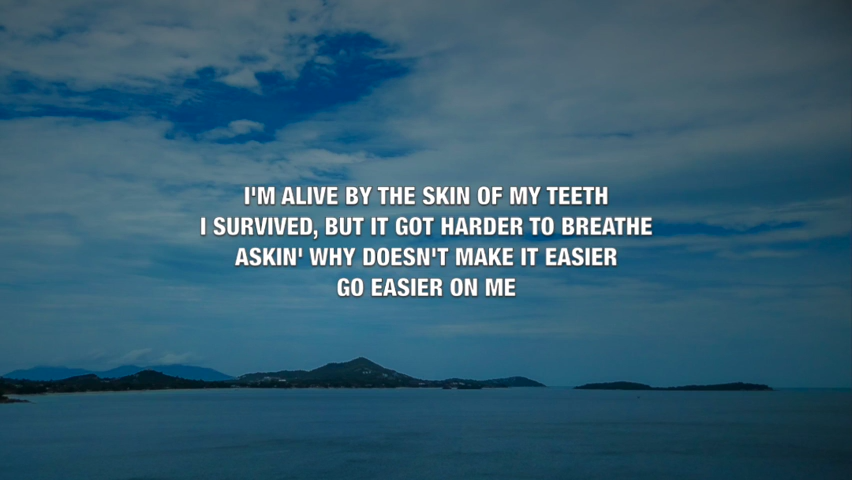 I'M ALIVE BY THE SKIN OF MY TEETH
I SURVIVED, BUT IT GOT HARDER TO BREATHE
ASKIN' WHY DOESN'T MAKE IT EASIER
GO EASIER ON ME